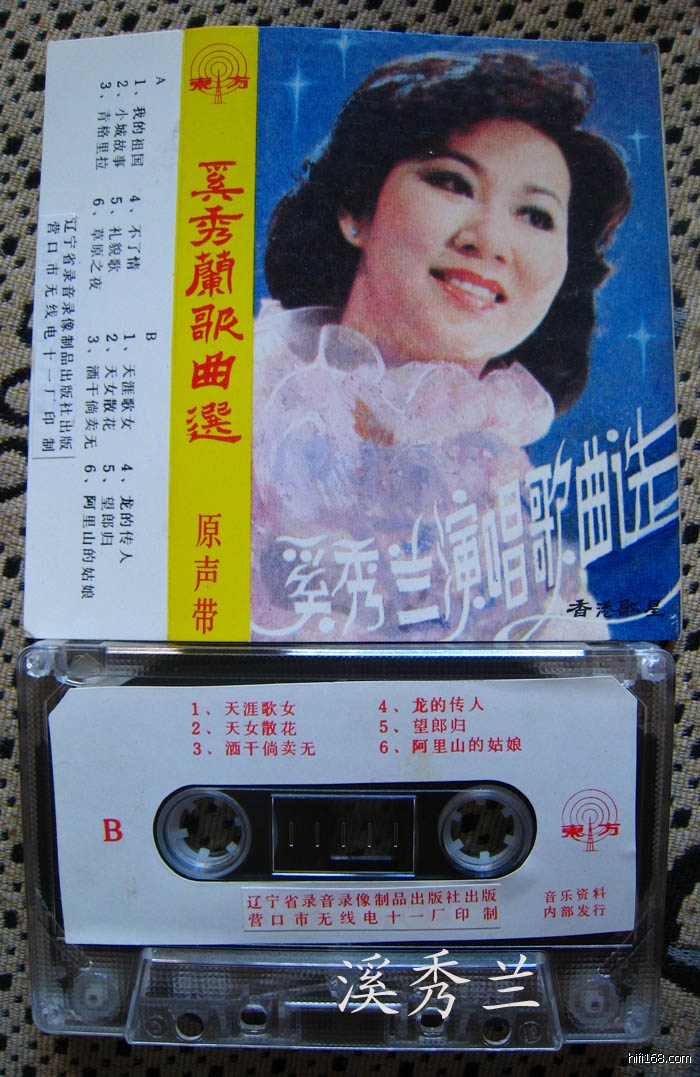 A
1、我的祖国
2、小城故事
3、青格里拉
4、不了情
5、礼貌歌
6、草原之夜
B
1、天涯歌女
2、天女散花
3、酒干倘卖无
4、龙的传人
5、望郎归
6、阿里山的姑娘
辽宁省录音录像制品出版社出版
营口市无线电十一厂印制
東方
奚秀蘭歌曲選
原声带
奚秀兰演唱歌曲选
香港歌星
1、天涯歌女
2、天女散花
3、酒干倘卖无
4、龙的传人
5、望郎归
6、阿里山的姑娘
B
東方
辽宁省录音录像制品出版社出版
营口市无线电十一厂印制
音乐资料
内部发行
溪秀兰
hifi168.com